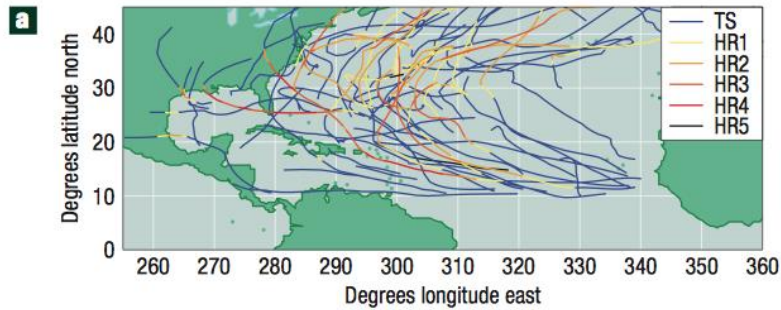 a
TS
HR1
HR2
HR3
HR4
HR5
Degrees latitude north
40
30
20
10
0
260 270 280 290 300 310 320 330 340 350 360
Degrees longitude east